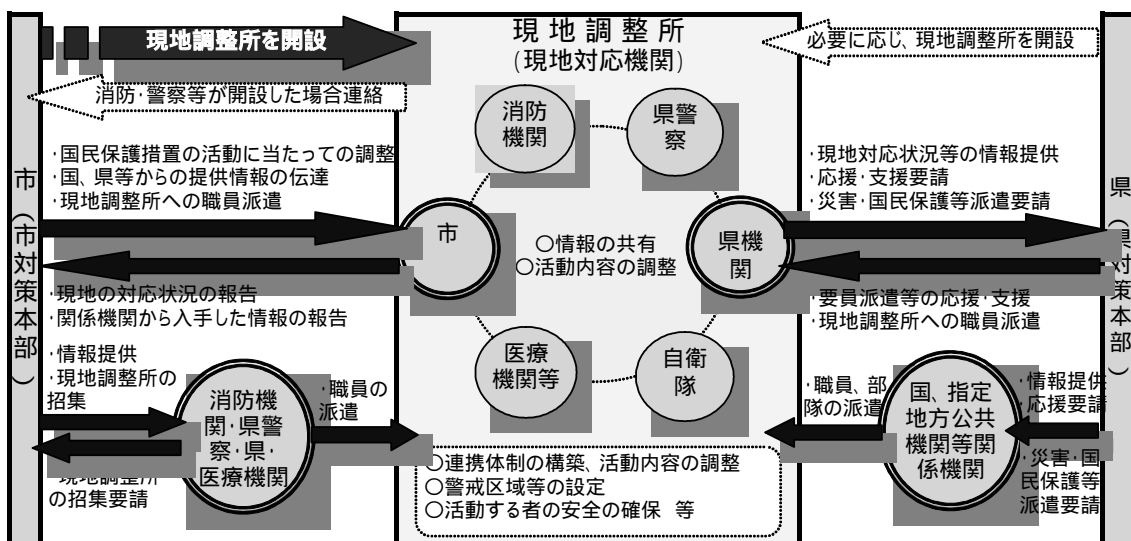 現地調整所を開設
消防・警察等が開設した場合連絡
現地調整所
(現地対応機関)
必要に応じ、現地調整所を開設
市(市対策本部)
・国民保護措置の活動に当たっての調整
・国、県等からの提供情報の伝達
・現地調整所への職員派遣
・現地の対応状況の報告
・関係機関から入手した情報の報告
・情報提供
・現地調整所の
招集
・現地調整所
の招集要請
消防機
関・県警
察・県・
医療機関
・職員の
派遣
消防
機関
県警
察
市
○情報の共有
○活動内容の調整
県機
関
医療
機関等
自衛
隊
○連携体制の構築、活動内容の調整
○警戒区域等の設定
○活動する者の安全の確保 等
・現地対応状況等の情報提供
・応援・支援要請
・災害・国民保護等派遣要請
・要員派遣等の応援・支援
・現地調整所への職員派遣
・職員、部
隊の派遣
国、指定
地方公共
機関等関
係機関
・情報提供
・応援要請
・災害・国
民保護等
派遣要請
県(県対策本部)